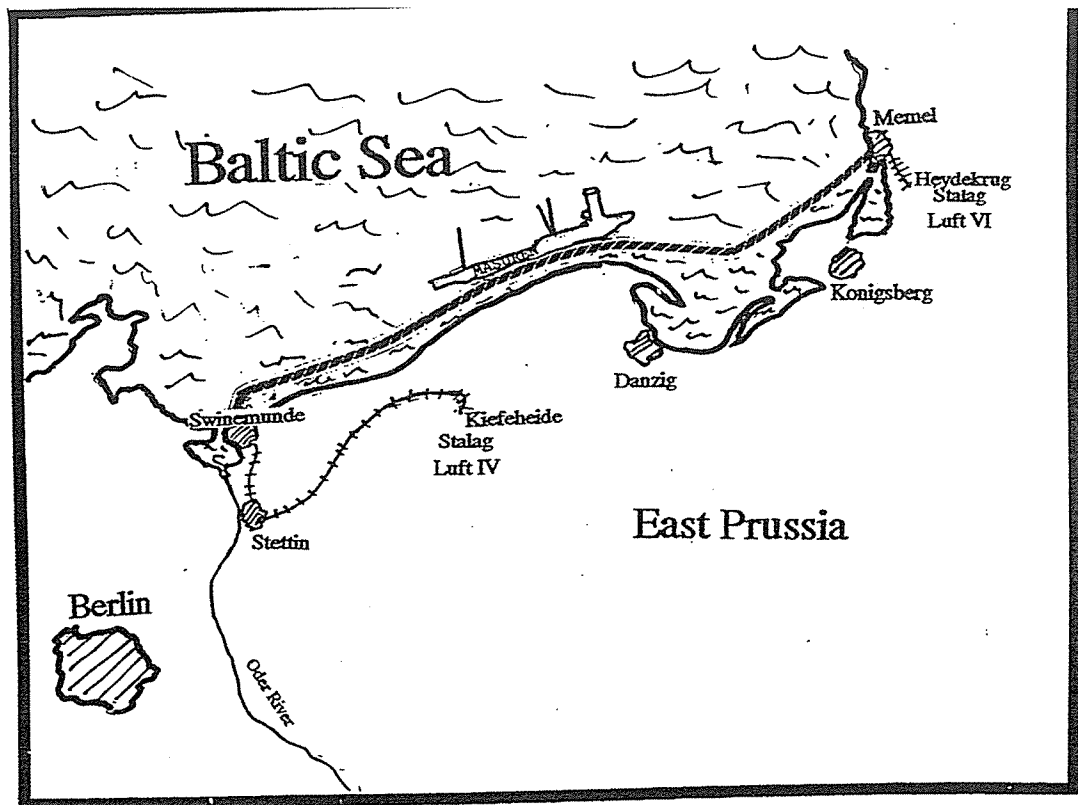 Baltic Sea
Memel
Heydekrug
Stalag
Luft VI
MASUREN
Konigsberg
Danzig
Swinemunde
Kiefeheide
Stalag
Luft IV
Stettin
East Prussia
Berlin
Oder River